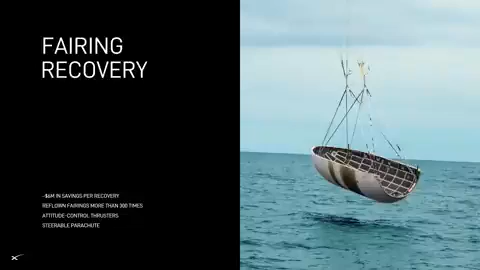 FAIRING
RECOVERY
~$6M IN SAVINGS PER RECOVERY
REFLOWN FAIRINGS MORE THAN 300 TIMES
ATTITUDE-CONTROL THRUSTERS
STEERABLE PARACHUTE